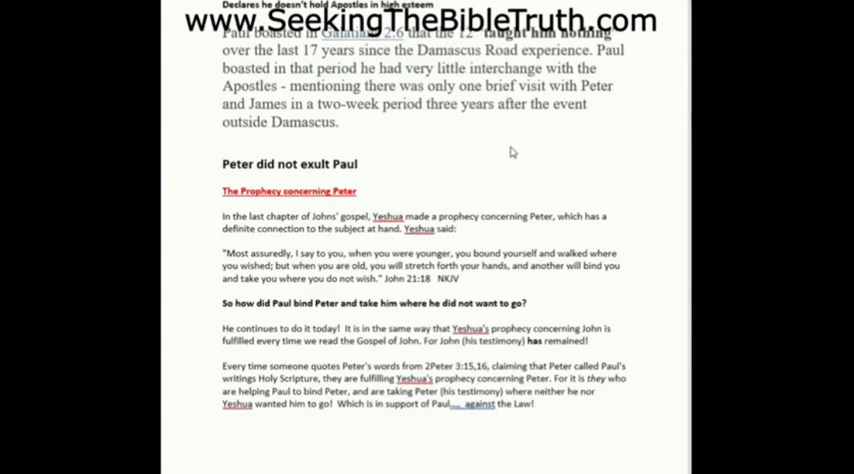 Declares he doesn't hold Apostles in high esteem
www.SeekingTheBibleTruth.com
Paul boasted in Galatians 2:6 that the 12 "taught him nothing
over the last 17 years since the Damascus Road experience. Paul
boasted in that period he had very little interchange with the
Apostles - mentioning there was only one brief visit with Peter
and James in a two-week period three years after the event
outside Damascus.
Peter did not exult Paul
The Prophecy concerning Peter
In the last chapter of Johns' gospel, Yeshua made a prophecy concerning Peter, which has a
definite connection to the subject at hand. Yeshua said:
"Most assuredly, I say to you, when you were younger, you bound yourself and walked where
you wished; but when you are old, you will stretch forth your hands, and another will bind you
and take you where you do not wish." John 21:18 NKJV
So how did Paul bind Peter and take him where he did not want to go?
He continues to do it today! It is in the same way that Yeshua's prophecy concerning John is
fulfilled every time we read the Gospel of John. For John (his testimony) has remained!
Every time someone quotes Peter's words from 2Peter 3:15,16, claiming that Peter called Paul's
writings Holy Scripture, they are fulfilling Yeshua's prophecy concerning Peter. For it is they who
are helping Paul to bind Peter, and are taking Peter (his testimony) where neither he nor
Yeshua wanted him to go! Which is in support of Paul.... against the Law!